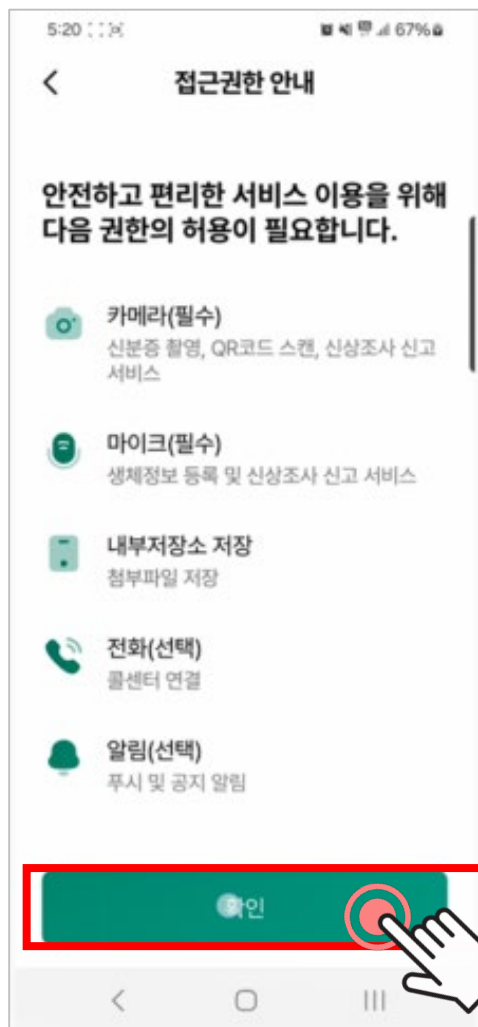 5:20
67%
접근권한 안내
안전하고 편리한 서비스 이용을 위해
다음 권한의 허용이 필요합니다.
카메라(필수)
신분증 촬영, QR코드 스캔, 신상조사 신고
서비스
마이크(필수)
생체정보 등록 및 신상조사 신고 서비스
내부저장소 저장
첨부파일 저장
전화(선택)
콜센터 연결
알림(선택)
푸시 및 공지 알림
확인